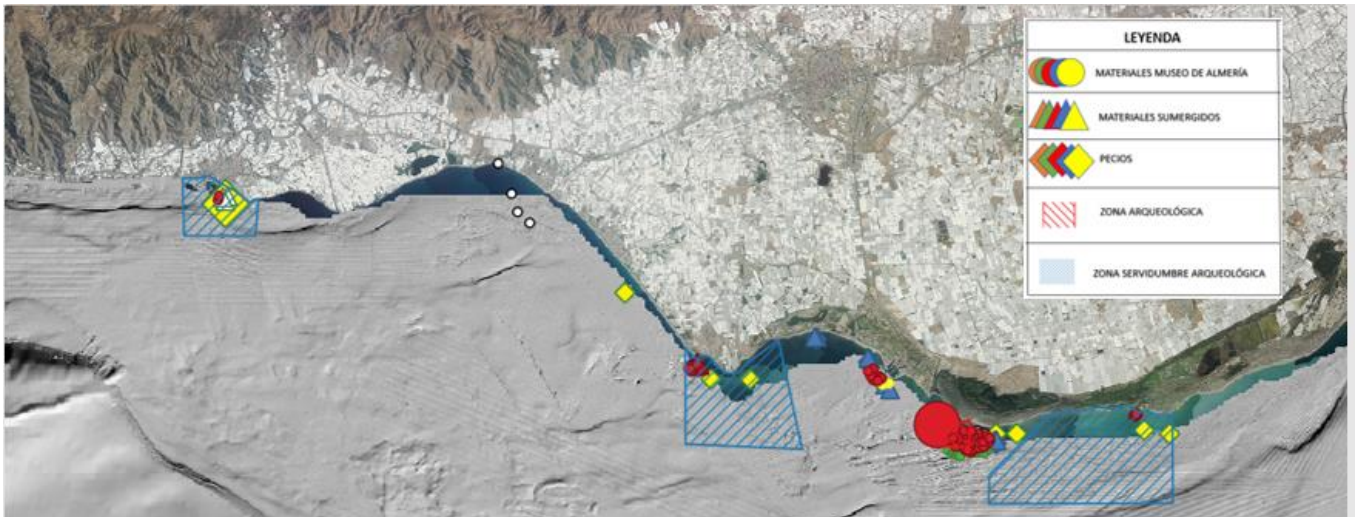 LEYENDA
MATERIALES MUSEO DE ALMERÍA
MATERIALES SUMERGIDOS
PECIOS
ZONA ARQUEOLÓGICA
ZONA SERVIDUMBRE ARQUEOLÓGICA